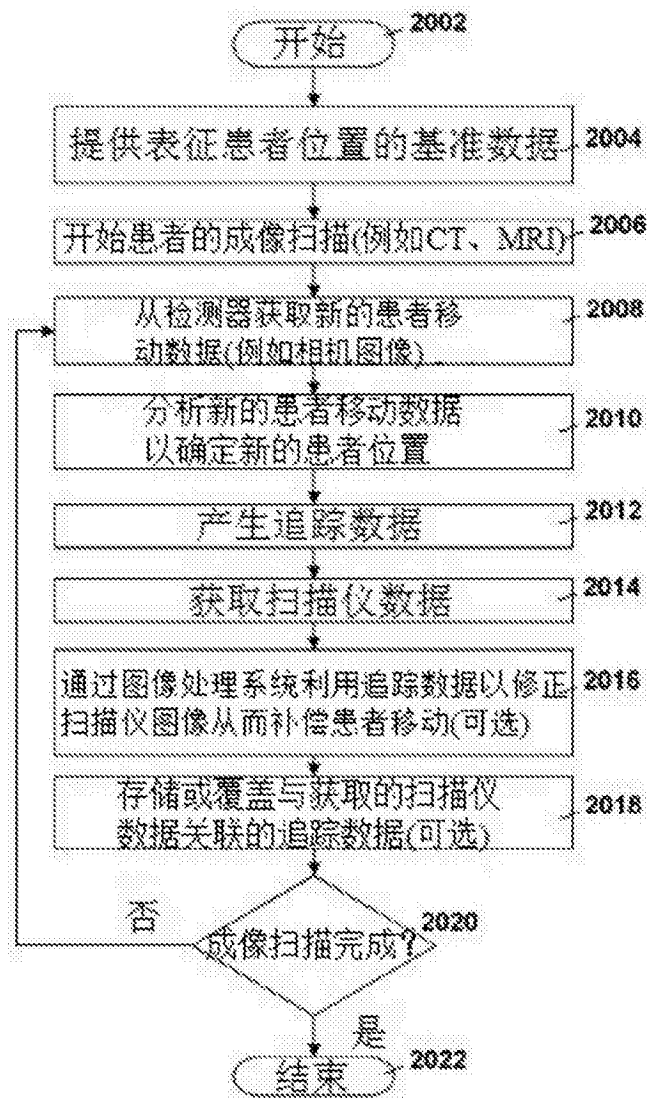 开始
2002
提供表征患者位置的基准数据
2004
开始患者的成像扫描(例如CT、MRI)
2006
从检测器获取新的患者移
动数据(例如相机图像)
2008
分析新的患者移动数据
以确定新的患者位置
2010
产生追踪数据
2012
获取扫描仪数据
2014
通过图像处理系统利用追踪数据以修正
扫描仪图像从而补偿患者移动(可选)
2016
存储或覆盖与获取的扫描仪
数据关联的追踪数据(可选)
2018
否
成像扫描完成?
2020
是
结束
2022